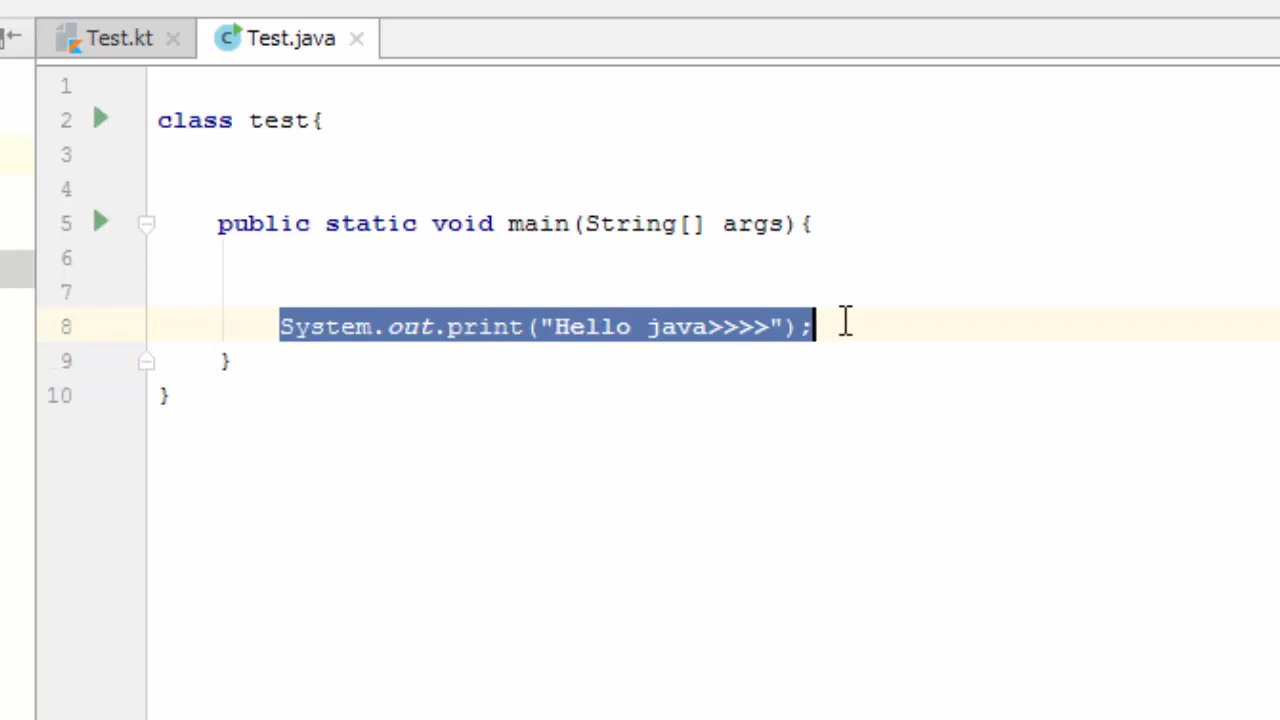 Test.kt Test.java
1
2 class test{
3
4
5 public static void main(String[] args){
6
7
8 System.out.print("Hello java>>>>");
9 }
10 }